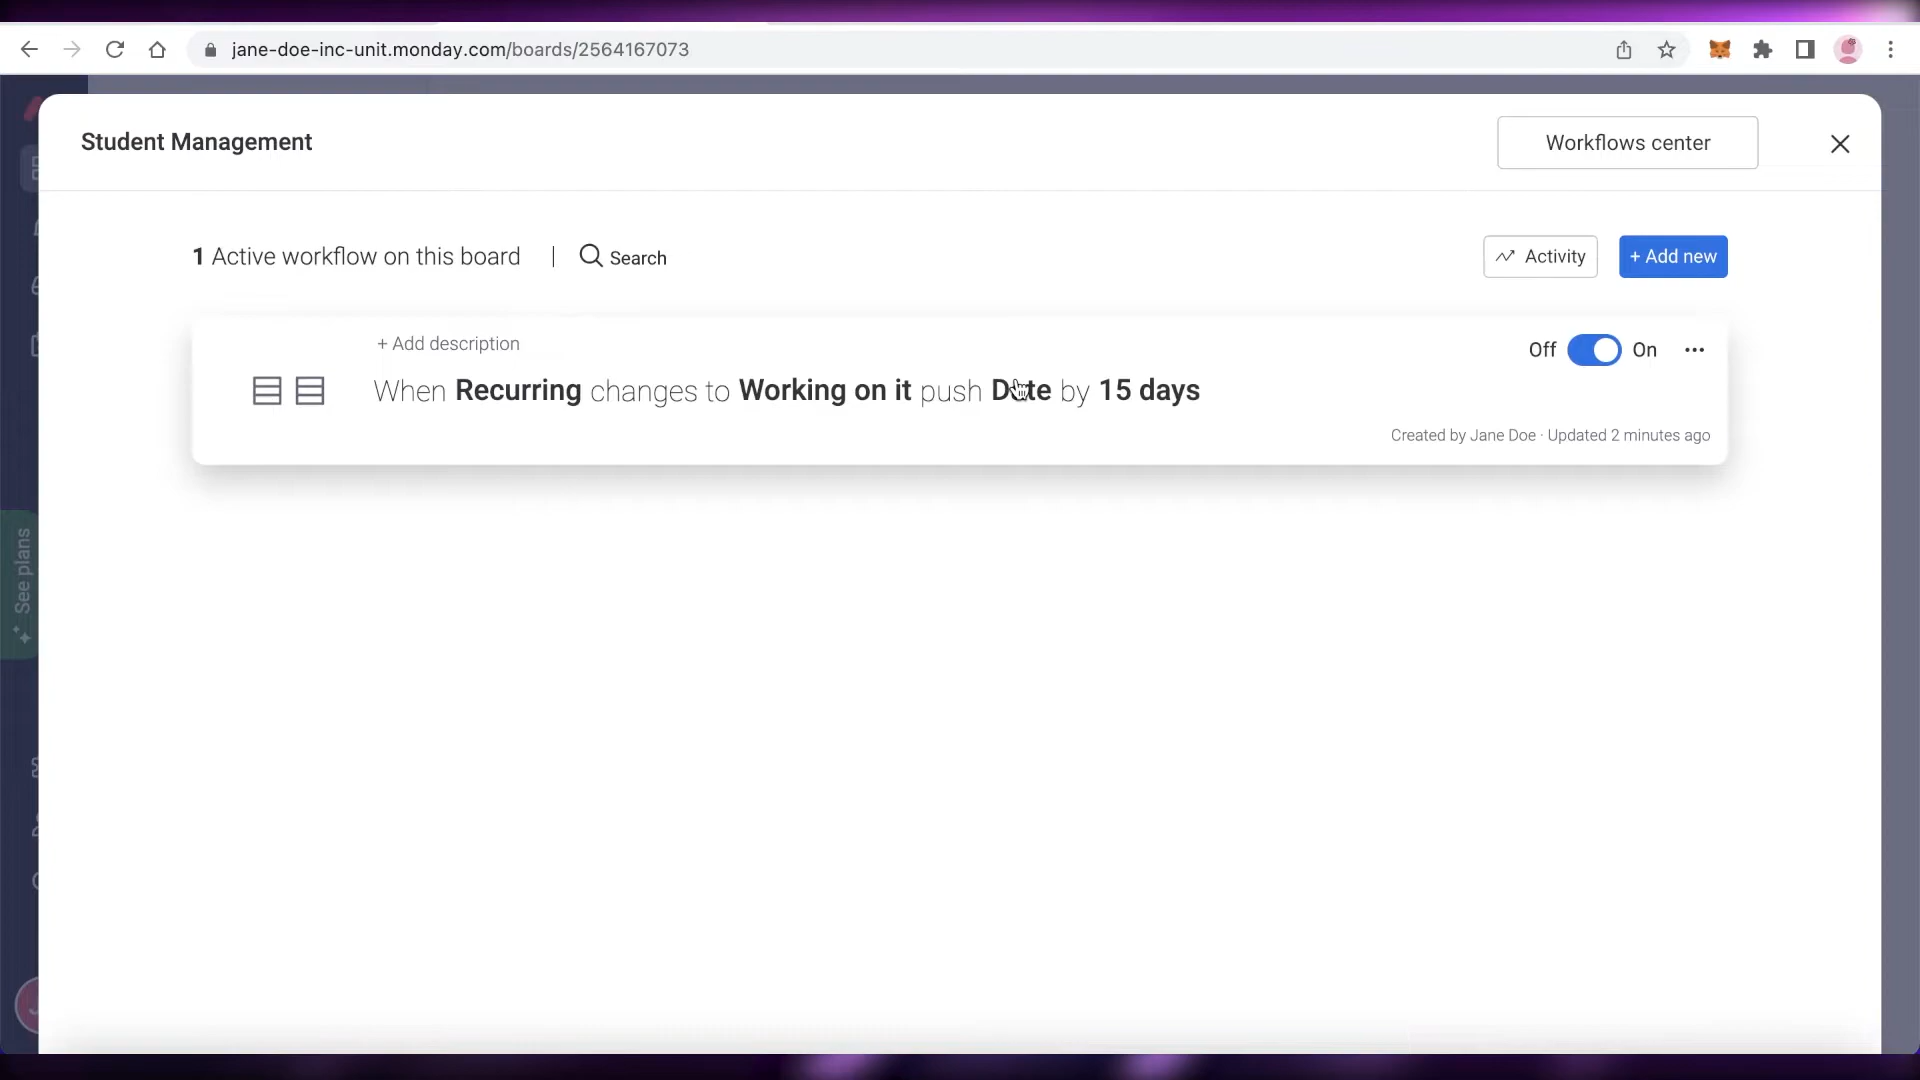 jane-doe-inc-unit.monday.com/boards/2564167073
Student Management
Workflows center
1 Active workflow on this board | Search
Activity
+ Add new
+ Add description
Off On
When Recurring changes to Working on it push Date by 15 days
Created by Jane Doe · Updated 2 minutes ago
See plans